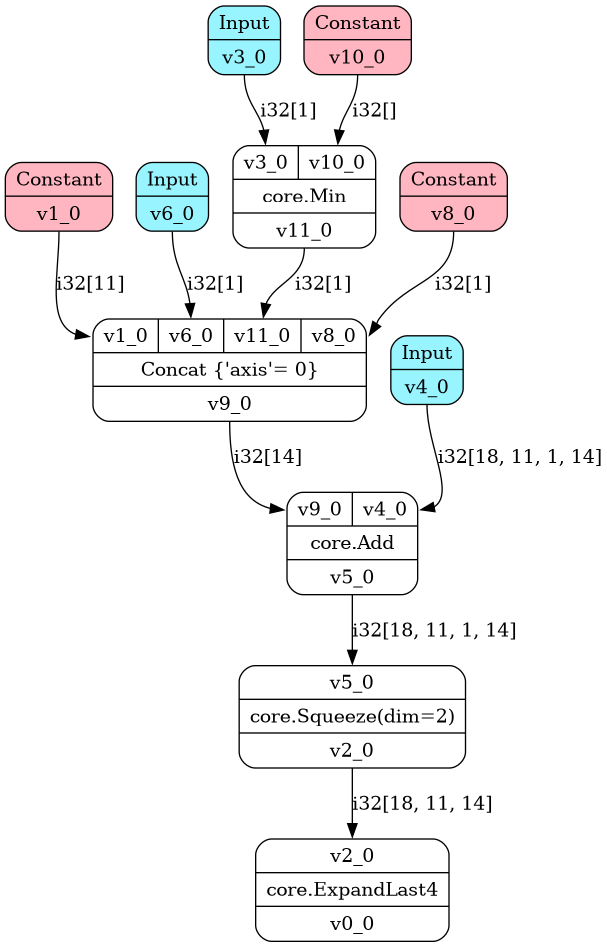 Input
v3_0
Constant
v10_0
i32[1]
i32[]
v3_0 v10_0
core.Min
v11_0
Constant
v1_0
Input
v6_0
Constant
v8_0
i32[11]
i32[1]
i32[1]
i32[1]
v1_0 v6_0 v11_0 v8_0
Concat {'axis'= 0}
v9_0
Input
v4_0
i32[14]
i32[18, 11, 1, 14]
v9_0 v4_0
core.Add
v5_0
i32[18, 11, 1, 14]
v5_0
core.Squeeze(dim=2)
v2_0
i32[18, 11, 14]
v2_0
core.ExpandLast4
v0_0